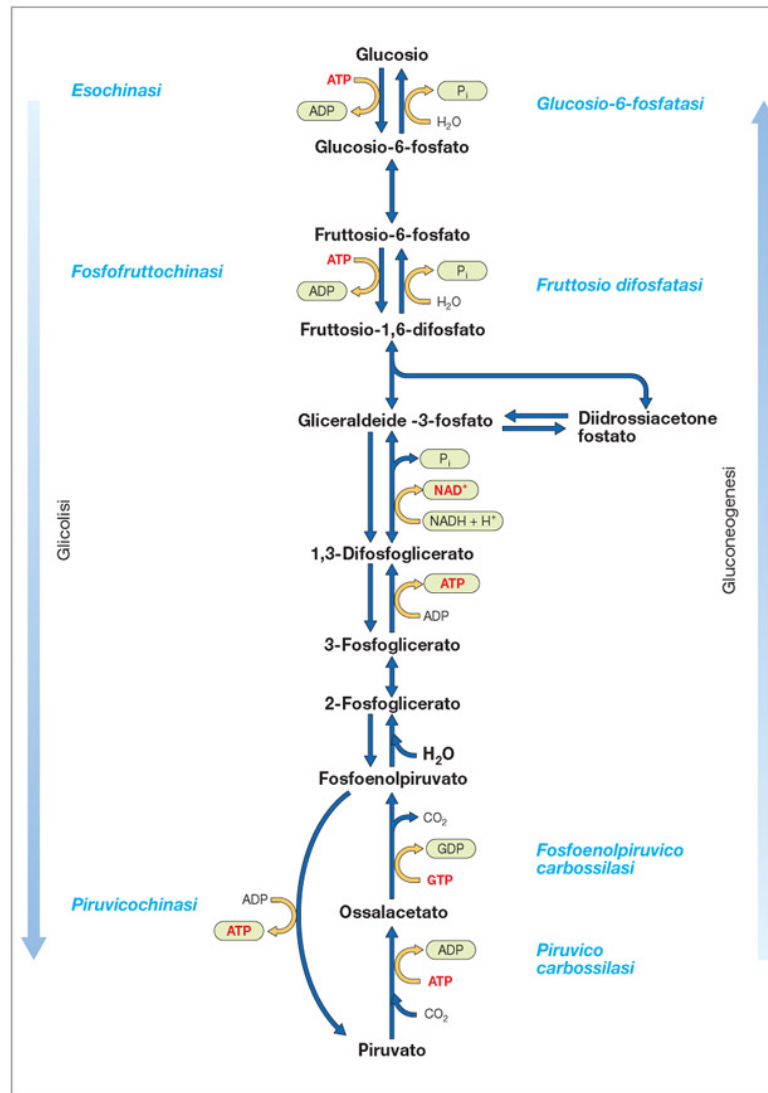 Glucosio
Esochinasi
ATP
ADP
Pi
H2O
Glucosio-6-fosfatasi
Glucosio-6-fosfato
Fruttosio-6-fosfato
Fosfofruttochinasi
ATP
ADP
Pi
H2O
Fruttosio difosfatasi
Fruttosio-1,6-difosfato
Gliceraldeide -3-fosfato
Diidrossiacetone
fostato
Pi
NAD+
NADH + H+
Glicolisi
Gluconeogenesi
1,3-Difosfoglicerato
ATP
ADP
3-Fosfoglicerato
2-Fosfoglicerato
H2O
Fosfoenolpiruvato
CO2
GDP
GTP
Fosfoenolpiruvico
carbossilasi
Piruvicochinasi
ADP
ATP
Ossalacetato
ADP
ATP
Piruvico
carbossilasi
CO2
Piruvato